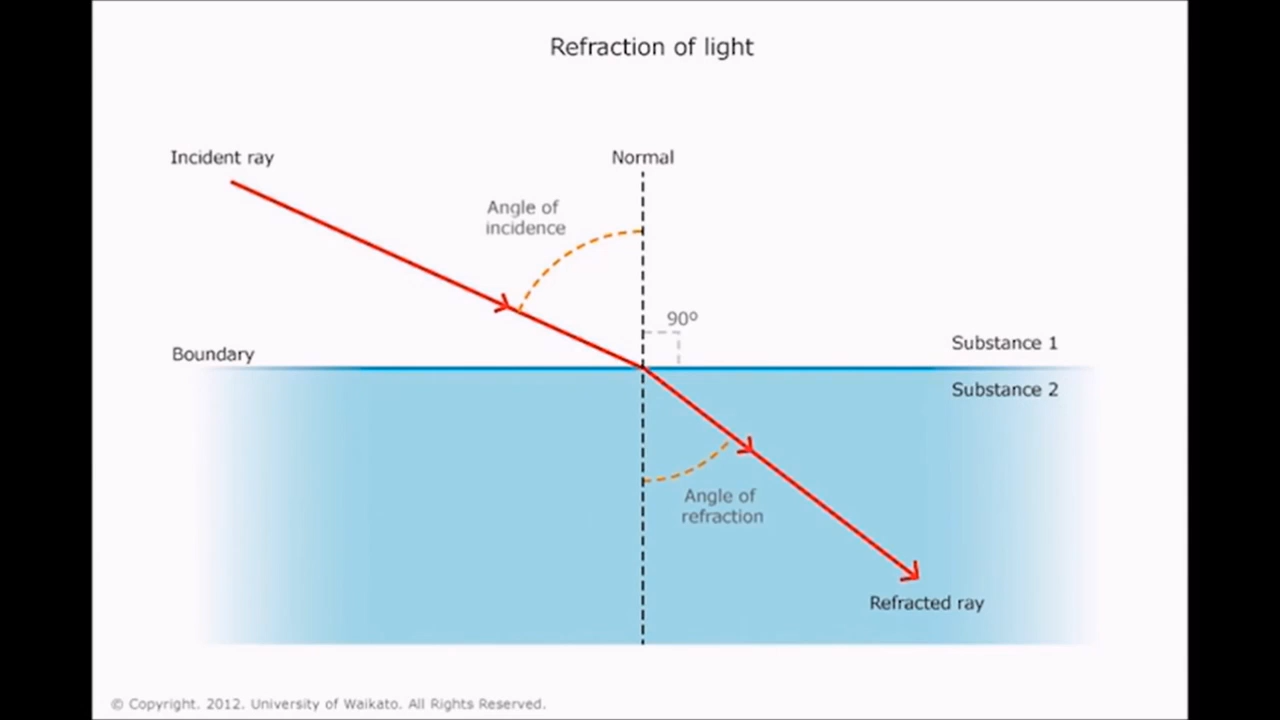 Refraction of light
Incident ray
Normal
Angle of
incidence
90º
Boundary
Substance 1
Substance 2
Angle of
refraction
Refracted ray
© Copyright. 2012. University of Waikato. All Rights Reserved.